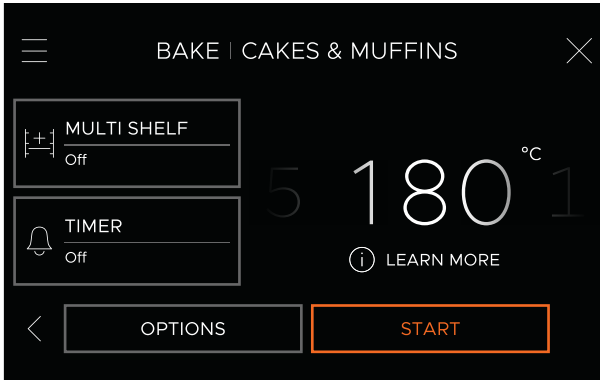 BAKE | CAKES & MUFFINS
MULTI SHELF
Off
5 180 °C 1
TIMER
Off
LEARN MORE
OPTIONS
START